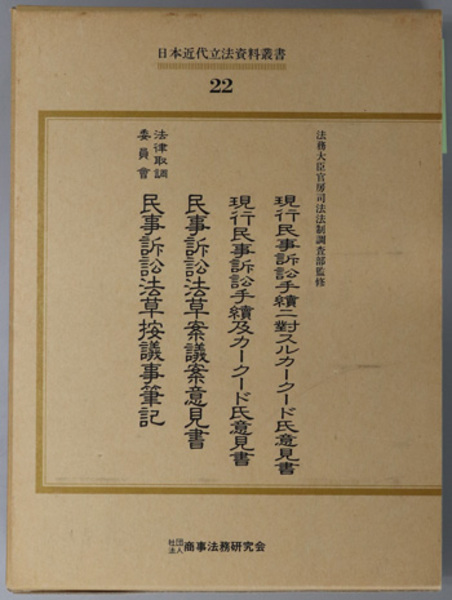 日本近代立法資料叢書
22
法務大臣官房司法法制調査部監修
現行民事訴訟手續ニ對スルカークード氏意見書
現行民事訴訟手續及カークード氏意見書
民事訴訟法草案議案意見書
法律取調
委員會
民事訴訟法草按議事筆記
社団
法人
商事法務研究会